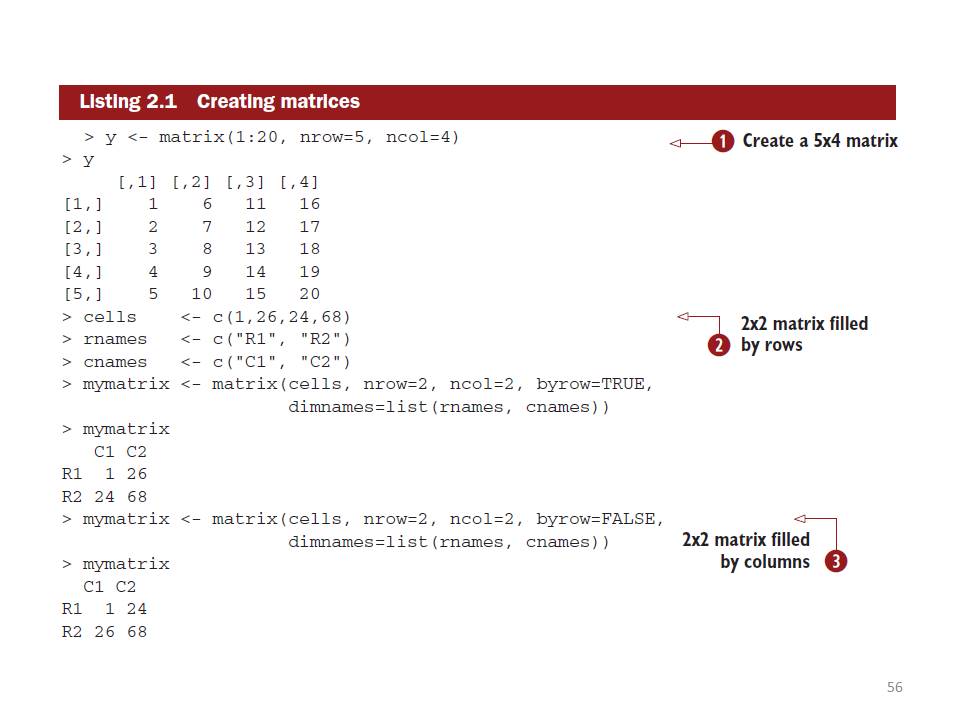 Listing 2.1 Creating matrices
> y <- matrix(1:20, nrow=5, ncol=4)
1 Create a 5x4 matrix
> y
[,1] [,2] [,3] [,4]
[1,] 1 6 11 16
[2,] 2 7 12 17
[3,] 3 8 13 18
[4,] 4 9 14 19
[5,] 5 10 15 20
> cells <- c(1,26,24,68)
> rnames <- c("R1", "R2")
> cnames <- c("C1", "C2")
> mymatrix <- matrix(cells, nrow=2, ncol=2, byrow=TRUE,
dimnames=list(rnames, cnames))
2x2 matrix filled
2 by rows
> mymatrix
C1 C2
R1 1 26
R2 24 68
> mymatrix <- matrix(cells, nrow=2, ncol=2, byrow=FALSE,
dimnames=list(rnames, cnames))
2x2 matrix filled
by columns 3
> mymatrix
C1 C2
R1 1 24
R2 26 68
56